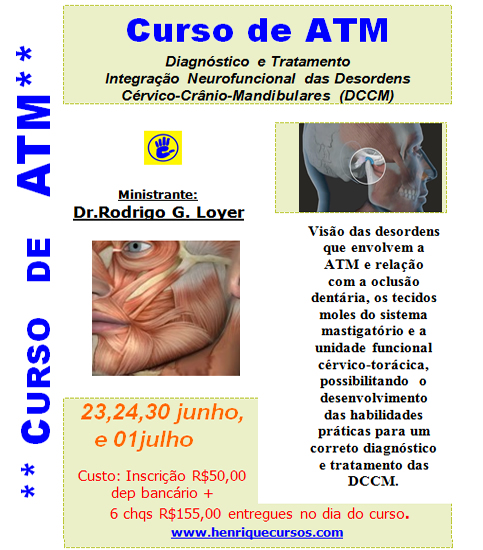 ** CURSO DE ATM**
Curso de ATM
Diagnóstico e Tratamento
Integração Neurofuncional das Desordens
Cérvico-Crânio-Mandibulares (DCCM)
Ministrante:
Dr.Rodrigo G. Loyer
Visão das desordens
que envolvem a
ATM e relação
com a oclusão
dentária, os tecidos
moles do sistema
mastigatório e a
unidade funcional
cérvico-torácica,
possibilitando o
desenvolvimento
das habilidades
práticas para um
correto diagnóstico
e tratamento das
DCCM.
23,24,30 junho,
e 01julho
Custo: Inscrição R$50,00
dep bancário +
6 chqs R$155,00 entregues no dia do curso.
www.henriquecursos.com